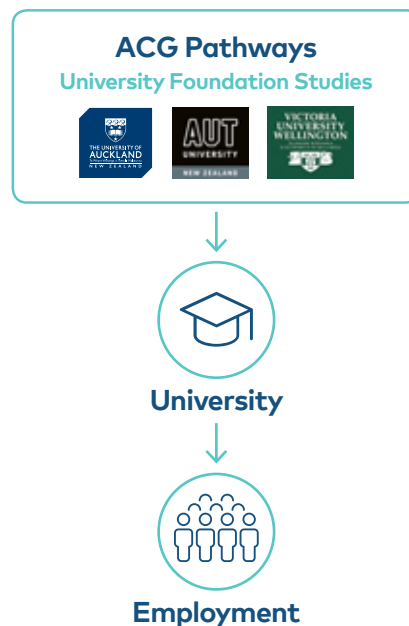 ACG Pathways
University Foundation Studies
THE UNIVERSITY OF
AUCKLAND
NEW ZEALAND
AUT
UNIVERSITY
NEW ZEALAND
VICTORIA
UNIVERSITY
WELLINGTON
University
Employment